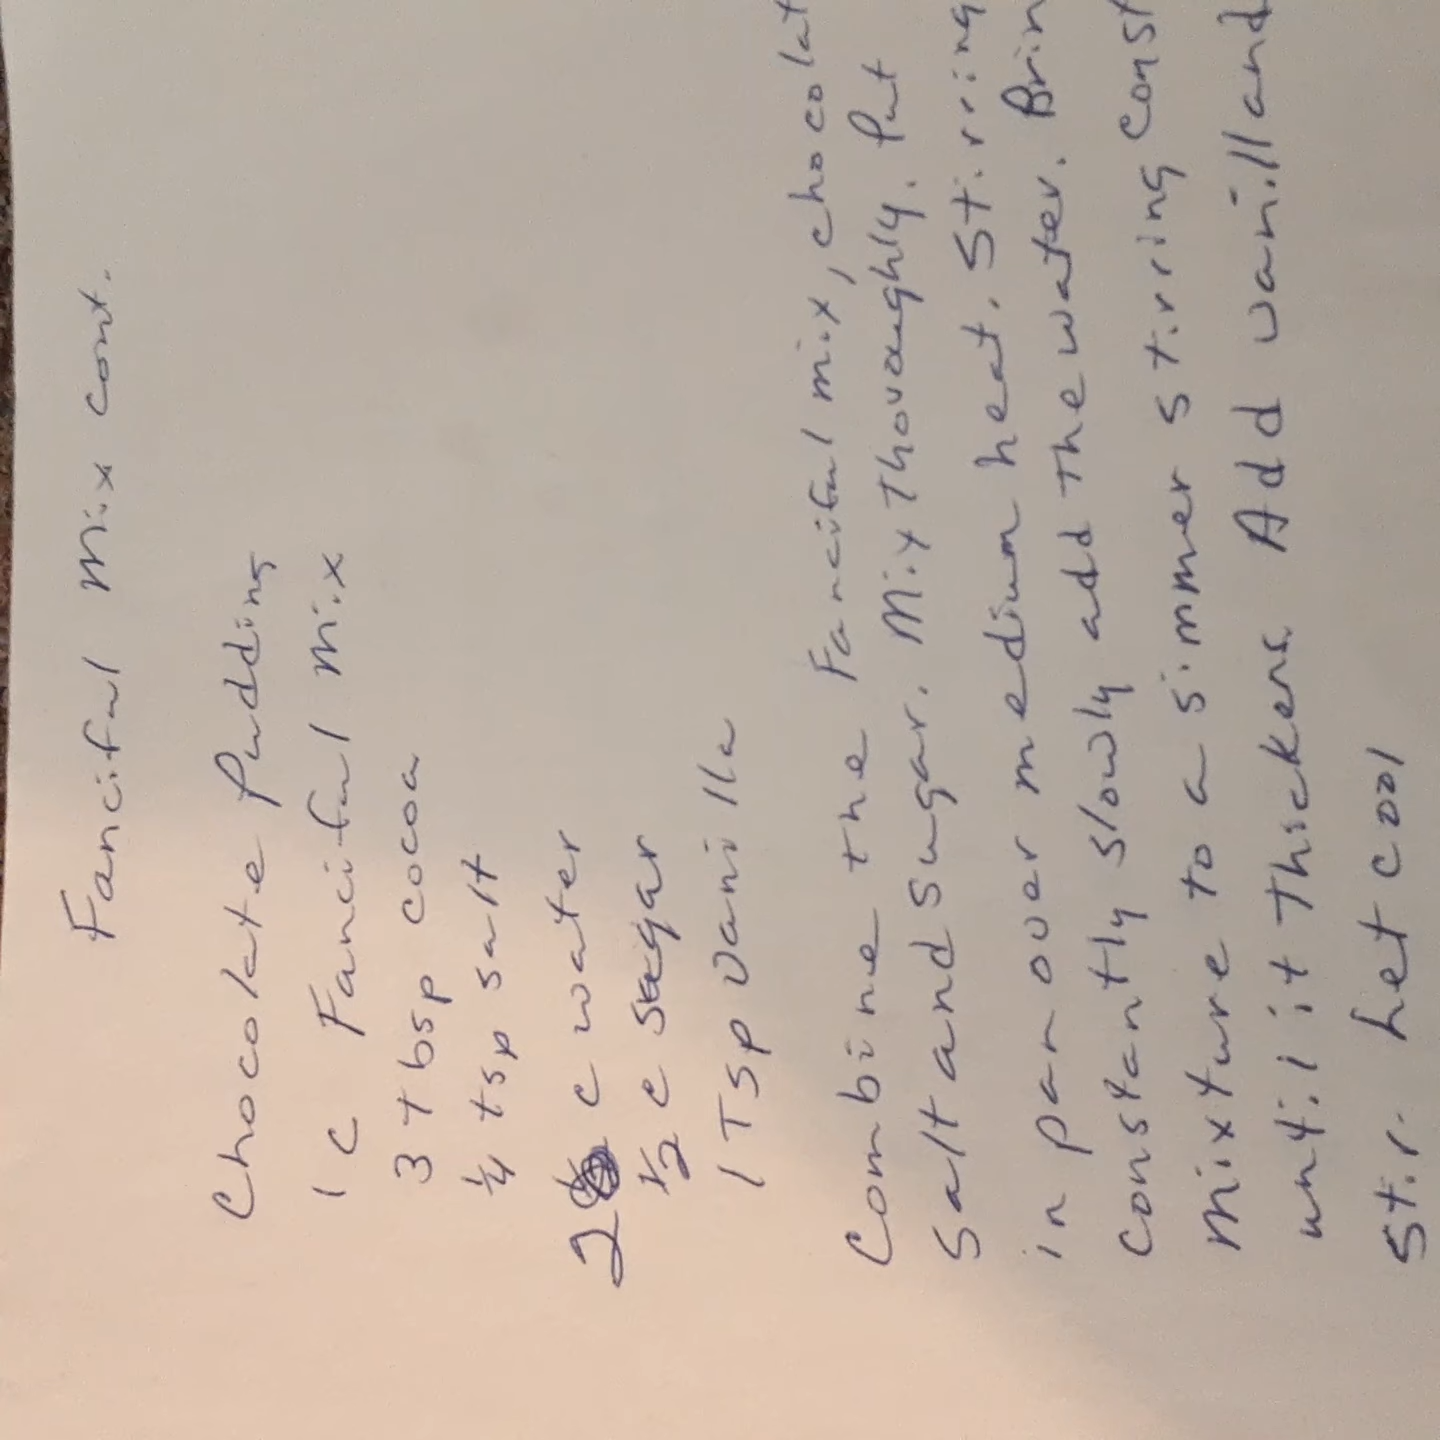 Fanciful Mix cont.
Chocolate Pudding
1 c Fanciful Mix
3 tbsp cocoa
1/4 tsp salt
2 c water
1/2 c sugar
1 Tsp Vanilla
Combine the Fanciful mix, chocolat
salt and sugar. Mix thoroughly. Put
in pan over medium heat. Stirring
constantly slowly add the water. Brin
mixture to a simmer stirring const
until it thickens. Add vanill and
stir. Let cool